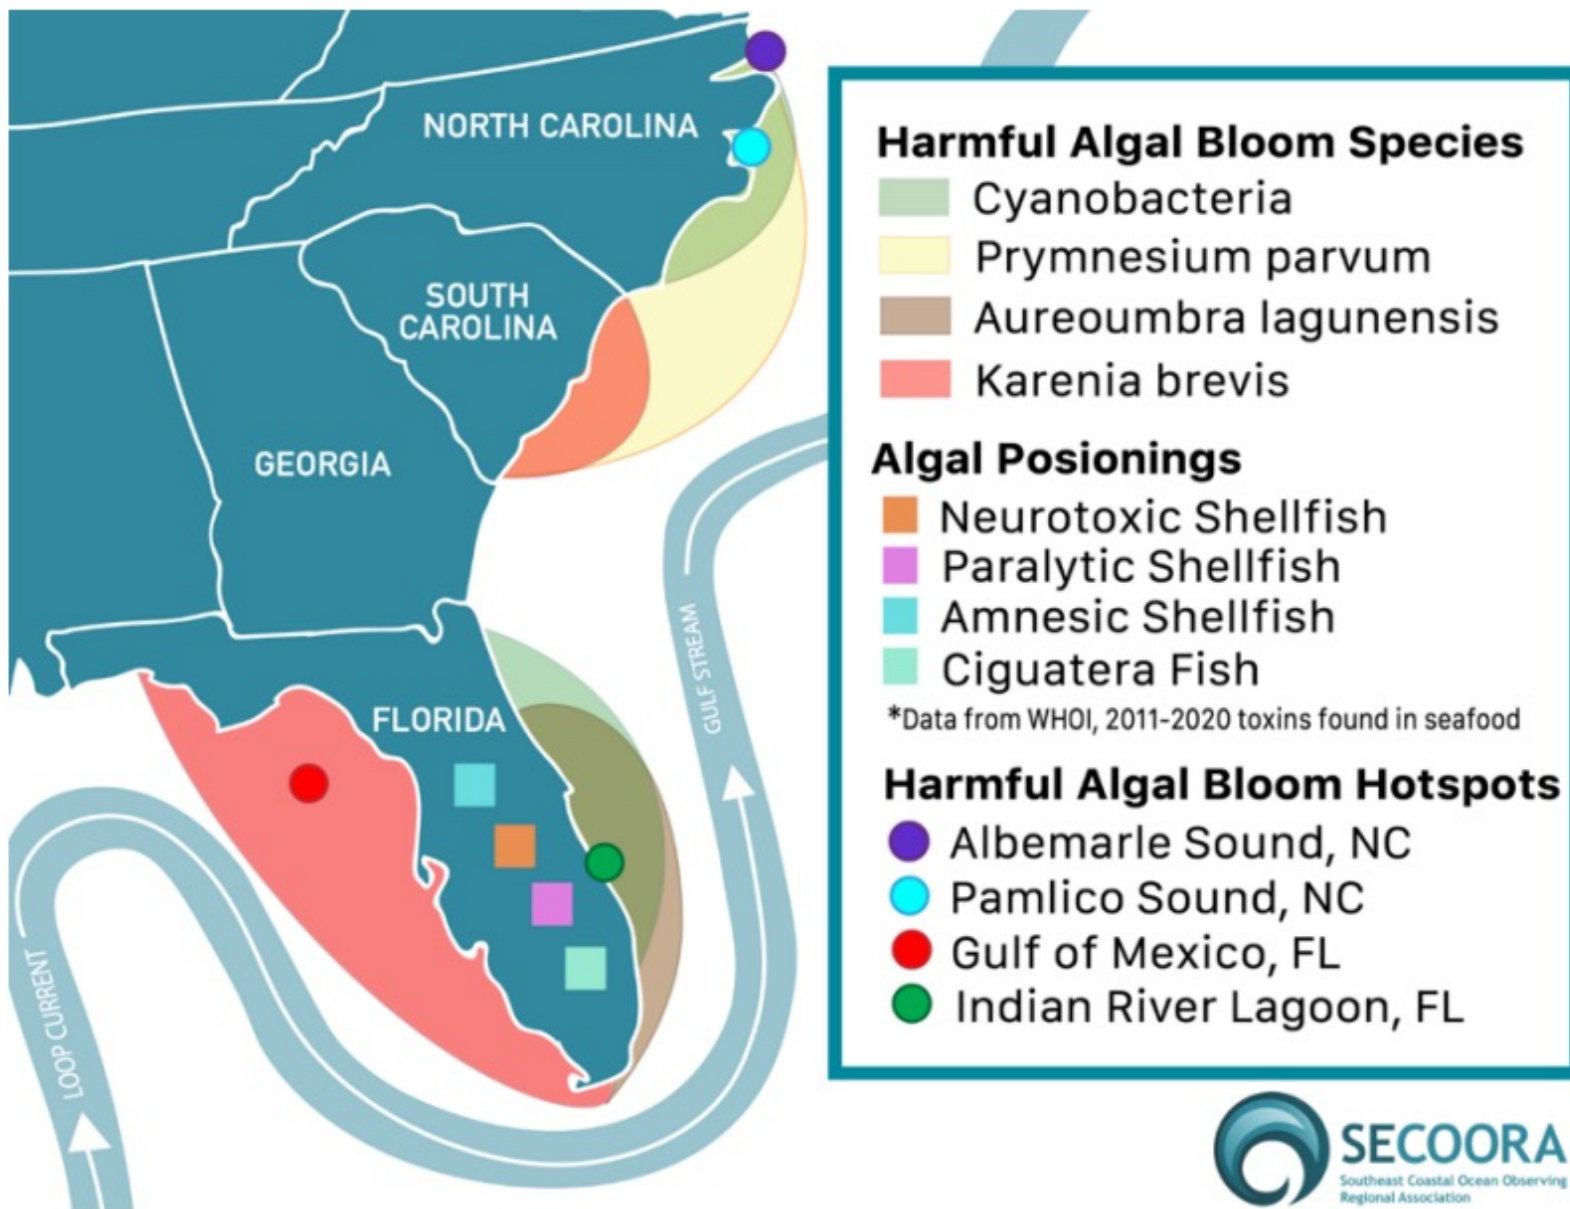 NORTH CAROLINA
SOUTH
CAROLINA
GEORGIA
FLORIDA
GULF STREAM
LOOP CURRENT
Harmful Algal Bloom Species
Cyanobacteria
Prymnesium parvum
Aureoumbra lagunensis
Karenia brevis
Algal Posionings
Neurotoxic Shellfish
Paralytic Shellfish
Amnesic Shellfish
Ciguatera Fish
*Data from WHOI, 2011-2020 toxins found in seafood
Harmful Algal Bloom Hotspots
Albemarle Sound, NC
Pamlico Sound, NC
Gulf of Mexico, FL
Indian River Lagoon, FL
SECOORA
Southeast Coastal Ocean Observing
Regional Association